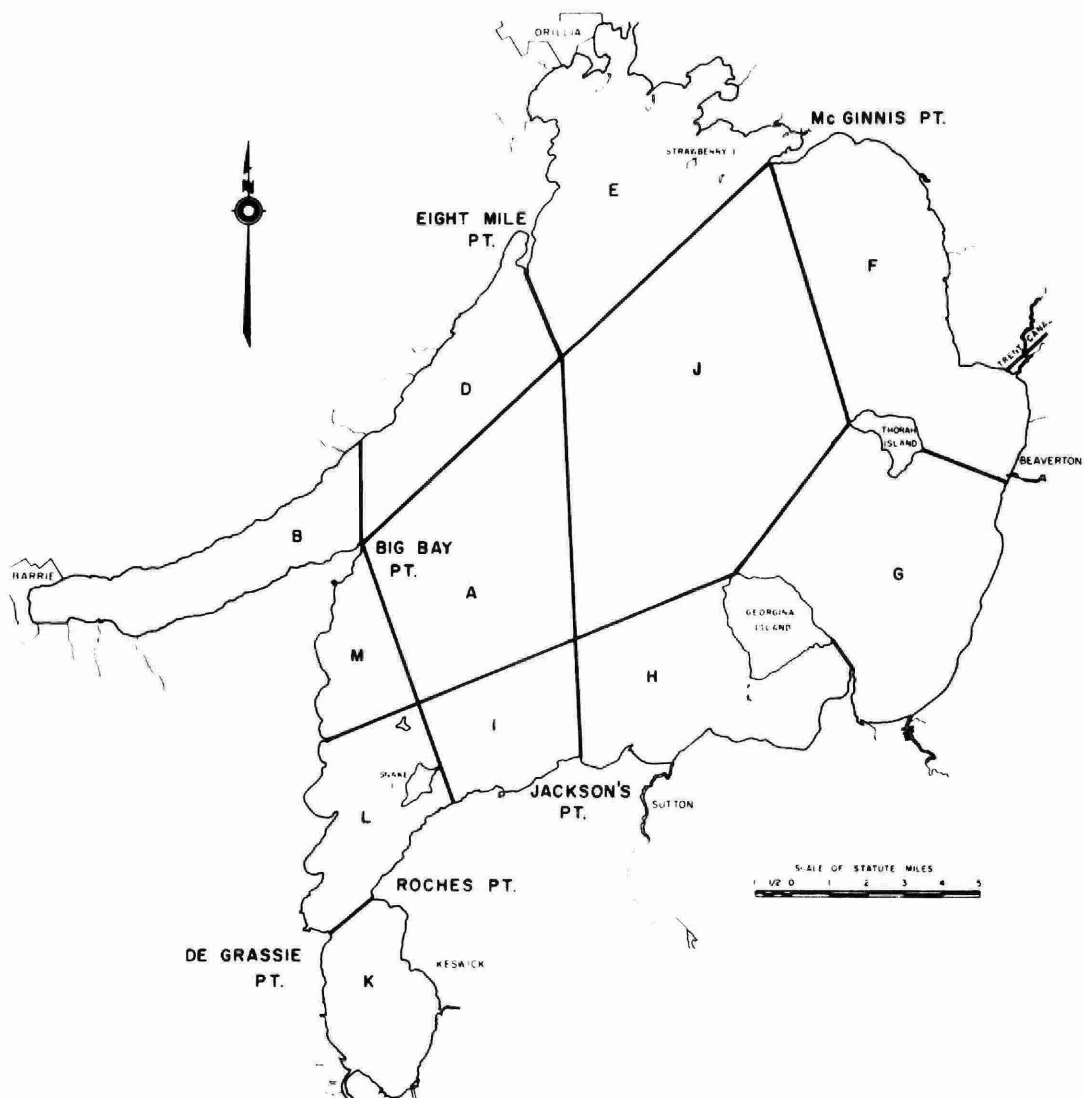 ORILLIA
Mc GINNIS PT.
STRAWBERRY I
N
E
EIGHT MILE
PT.
F
TRENT CANAL
J
D
THORAH
ISLAND
BEAVERTON
B
BIG BAY
PT.
BARRIE
A
G
GEORGINA
ISLAND
M
H
I
SNAKE
I
JACKSON'S
PT.
SUTTON
L
SCALE OF STATUTE MILES
1 1/2 0 1 2 3 4 5
ROCHES PT.
DE GRASSIE
PT.
KESWICK
K